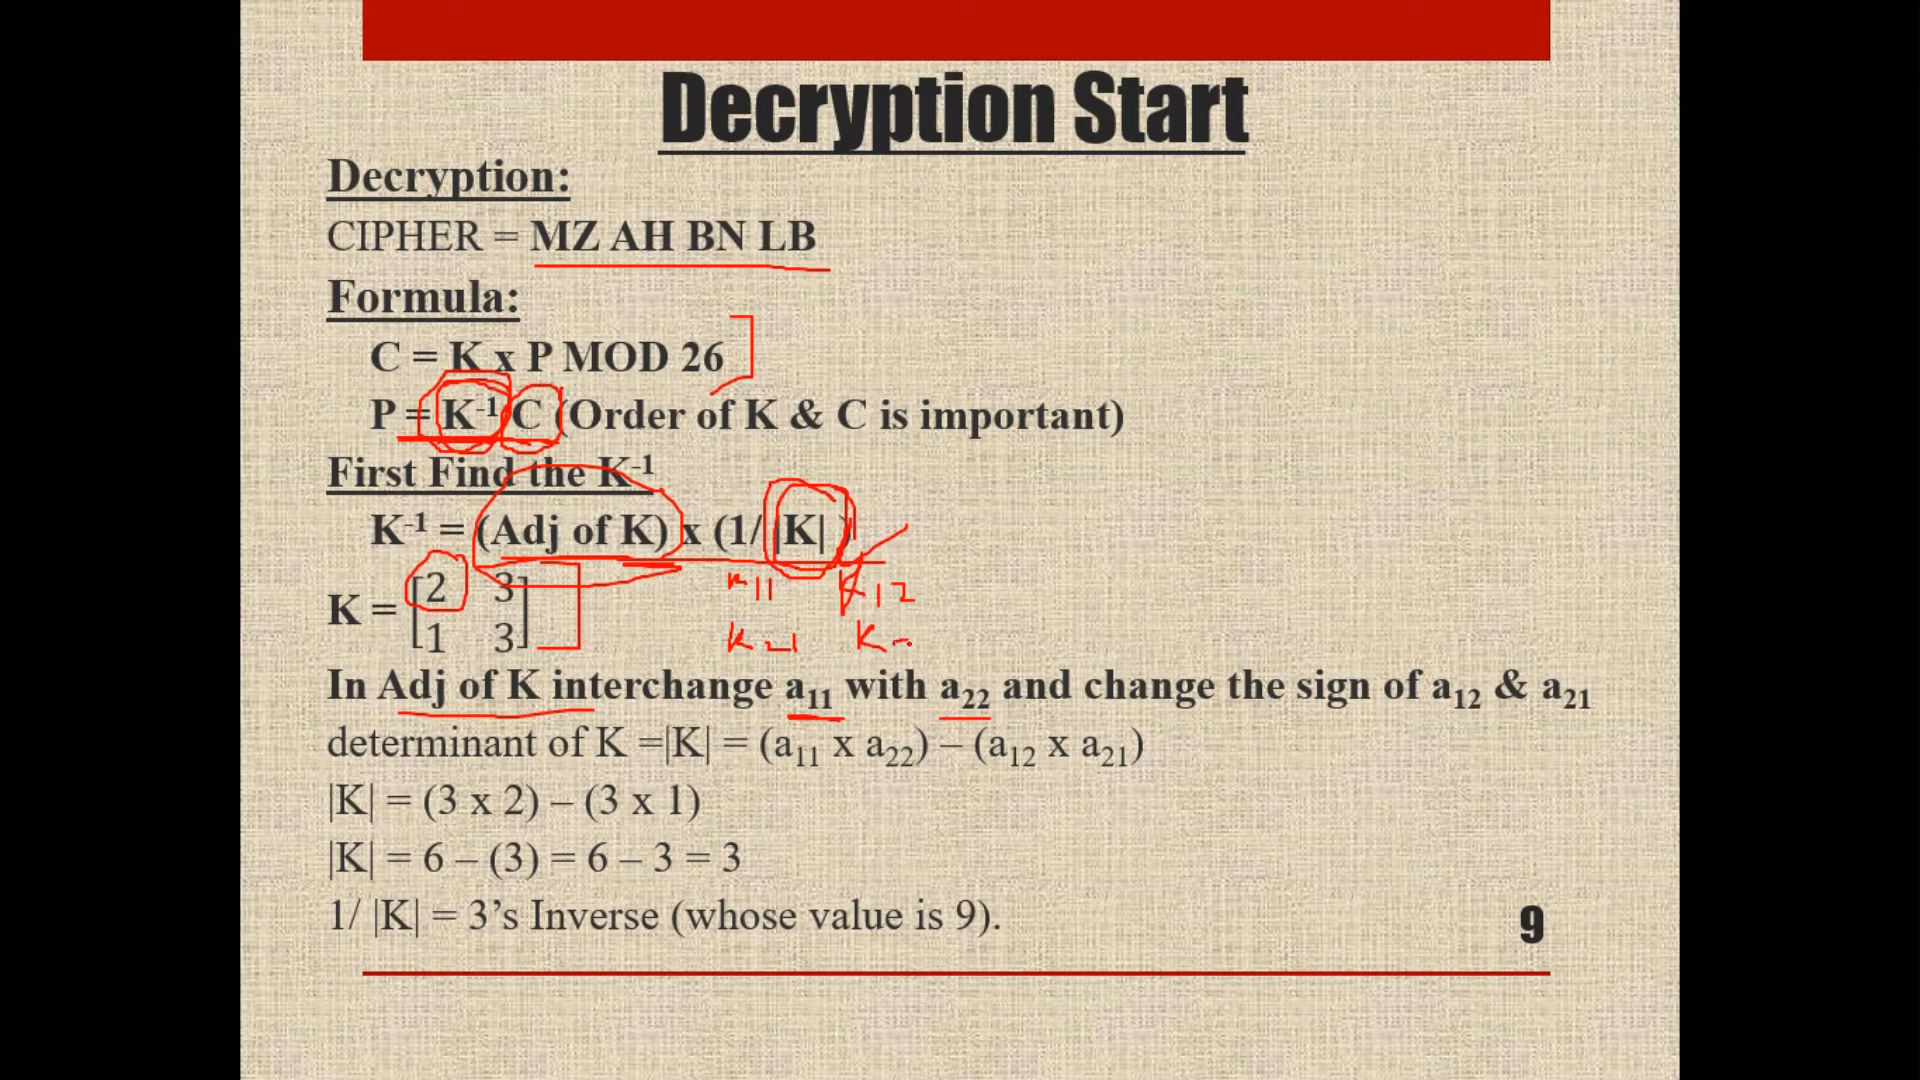 Decryption Start
Decryption:
CIPHER = MZ AH BN LB
Formula:
C = K x P MOD 26
P = K⁻¹ C (Order of K & C is important)
First Find the K⁻¹
K⁻¹ = (Adj of K) x (1/ |K| )
K = [2 3
1 3]
K11 K12
K21 K
In Adj of K interchange a₁₁ with a₂₂ and change the sign of a₁₂ & a₂₁
determinant of K =|K| = (a₁₁ x a₂₂) – (a₁₂ x a₂₁)
|K| = (3 x 2) – (3 x 1)
|K| = 6 – (3) = 6 – 3 = 3
1/ |K| = 3’s Inverse (whose value is 9).
9